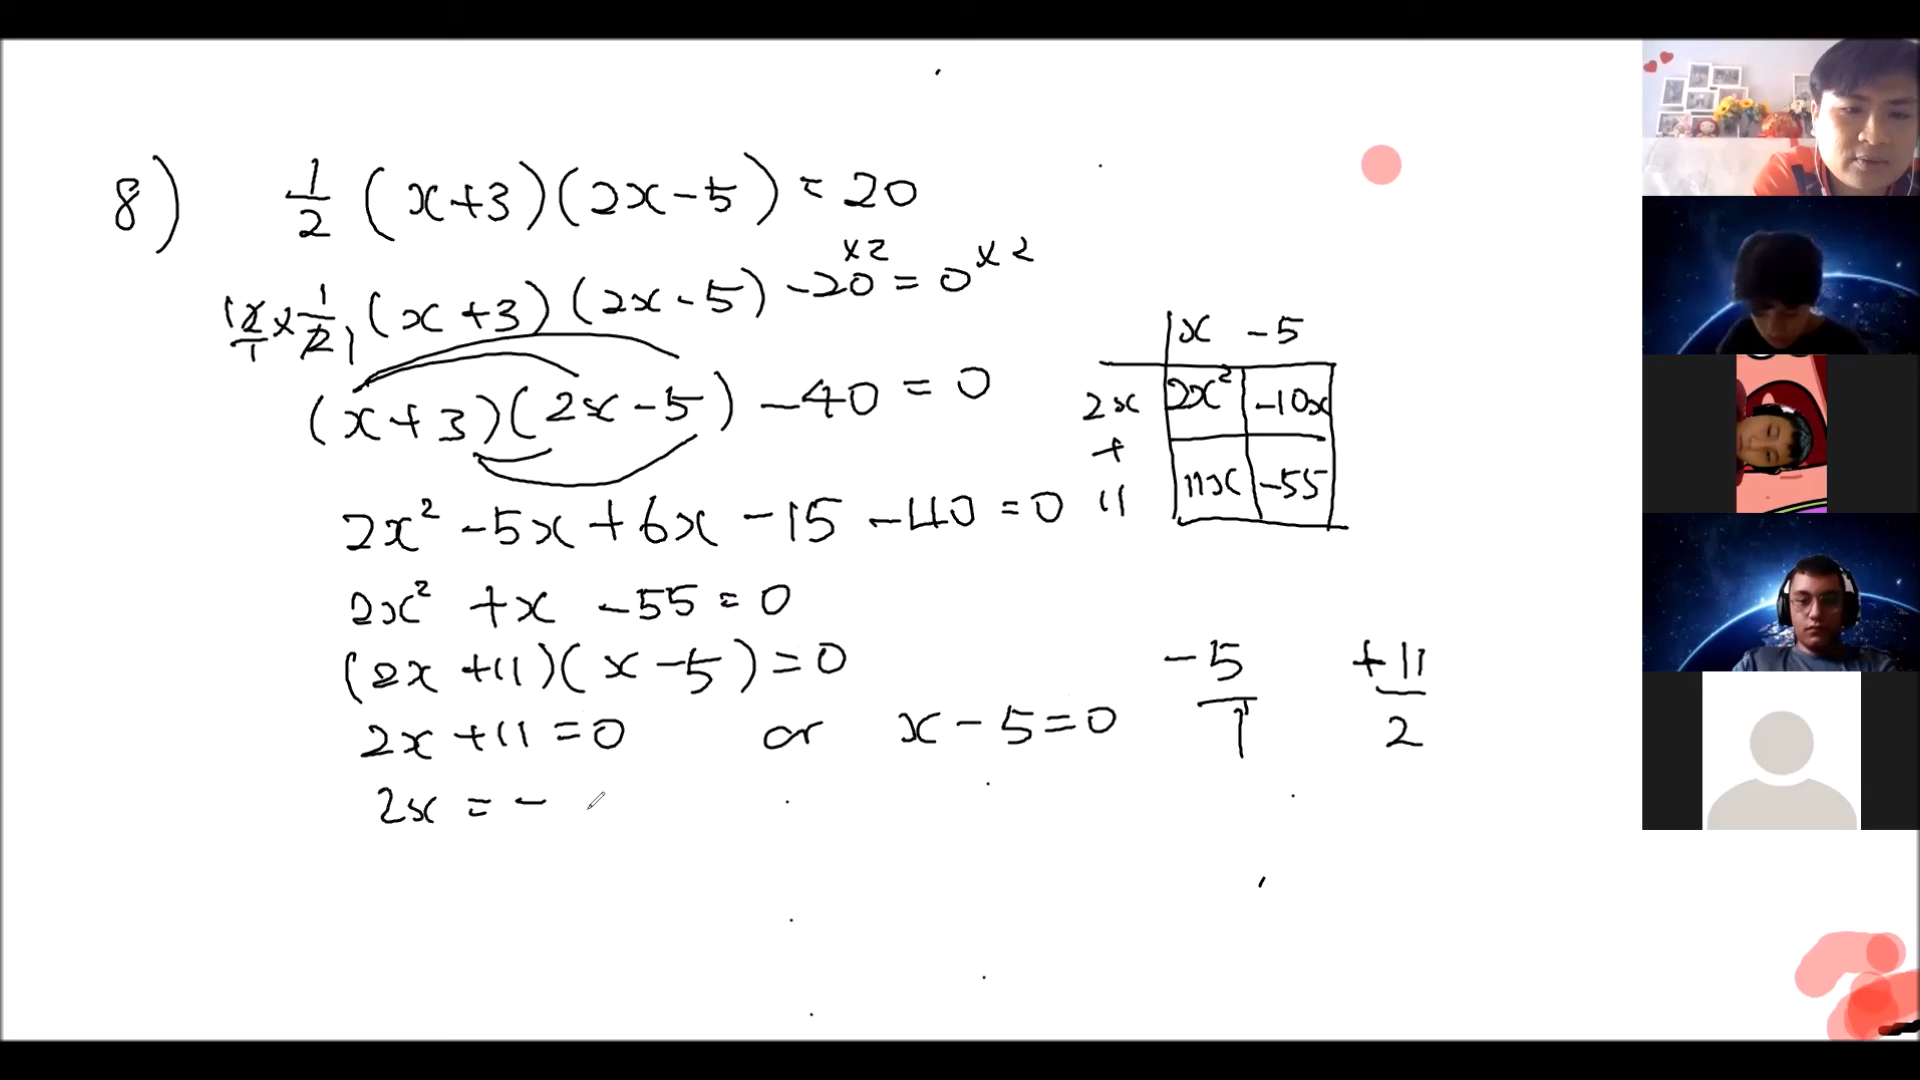 8) 1/2 (x+3)(2x-5) = 20
×2 ×2
1 2/1 × 1/2 1 (x+3)(2x-5) -20 = 0
(x+3)(2x-5) -40 = 0
2x² -5x +6x -15 -40 = 0
2x² +x -55 = 0
(2x +11)(x -5) = 0
2x +11 = 0 or x -5 = 0
2x = -
x -5
2x 2x² -10x
+
11 11x -55
-5/1 +11/2